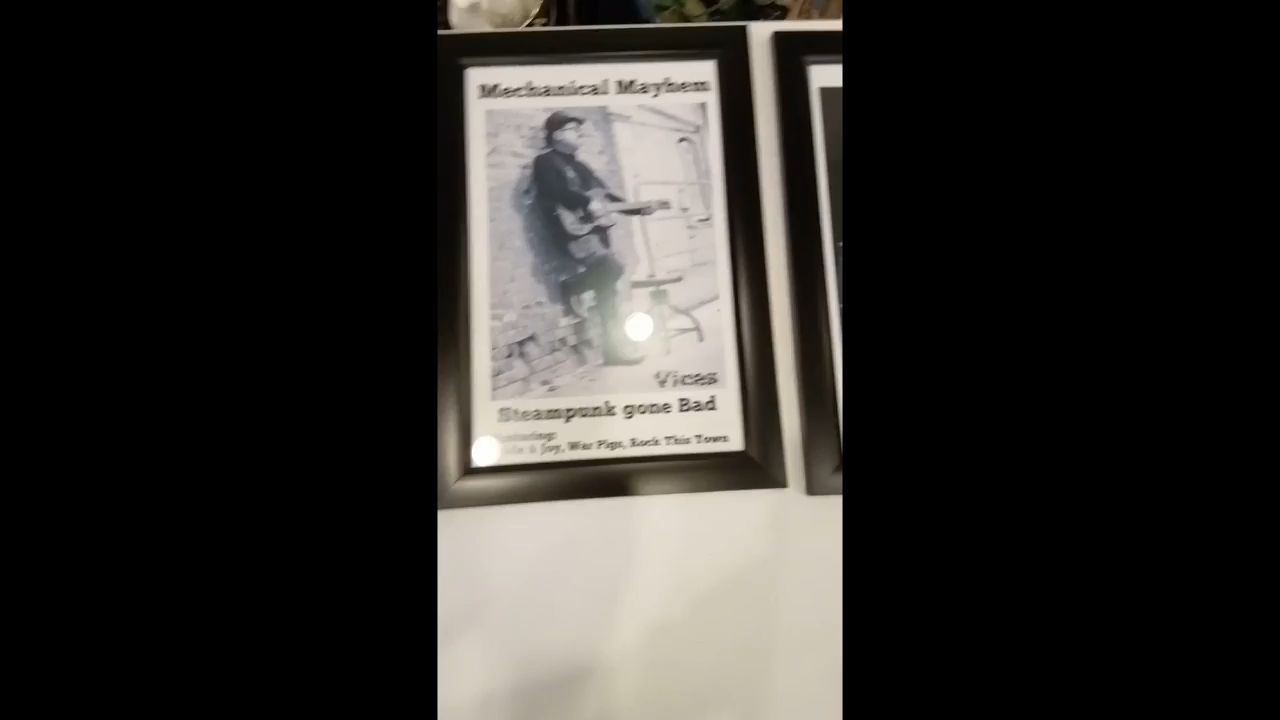 Mechanical Mayhem
Vices
Steampunk gone Bad
& Joy, War Pigs, Rock This Town